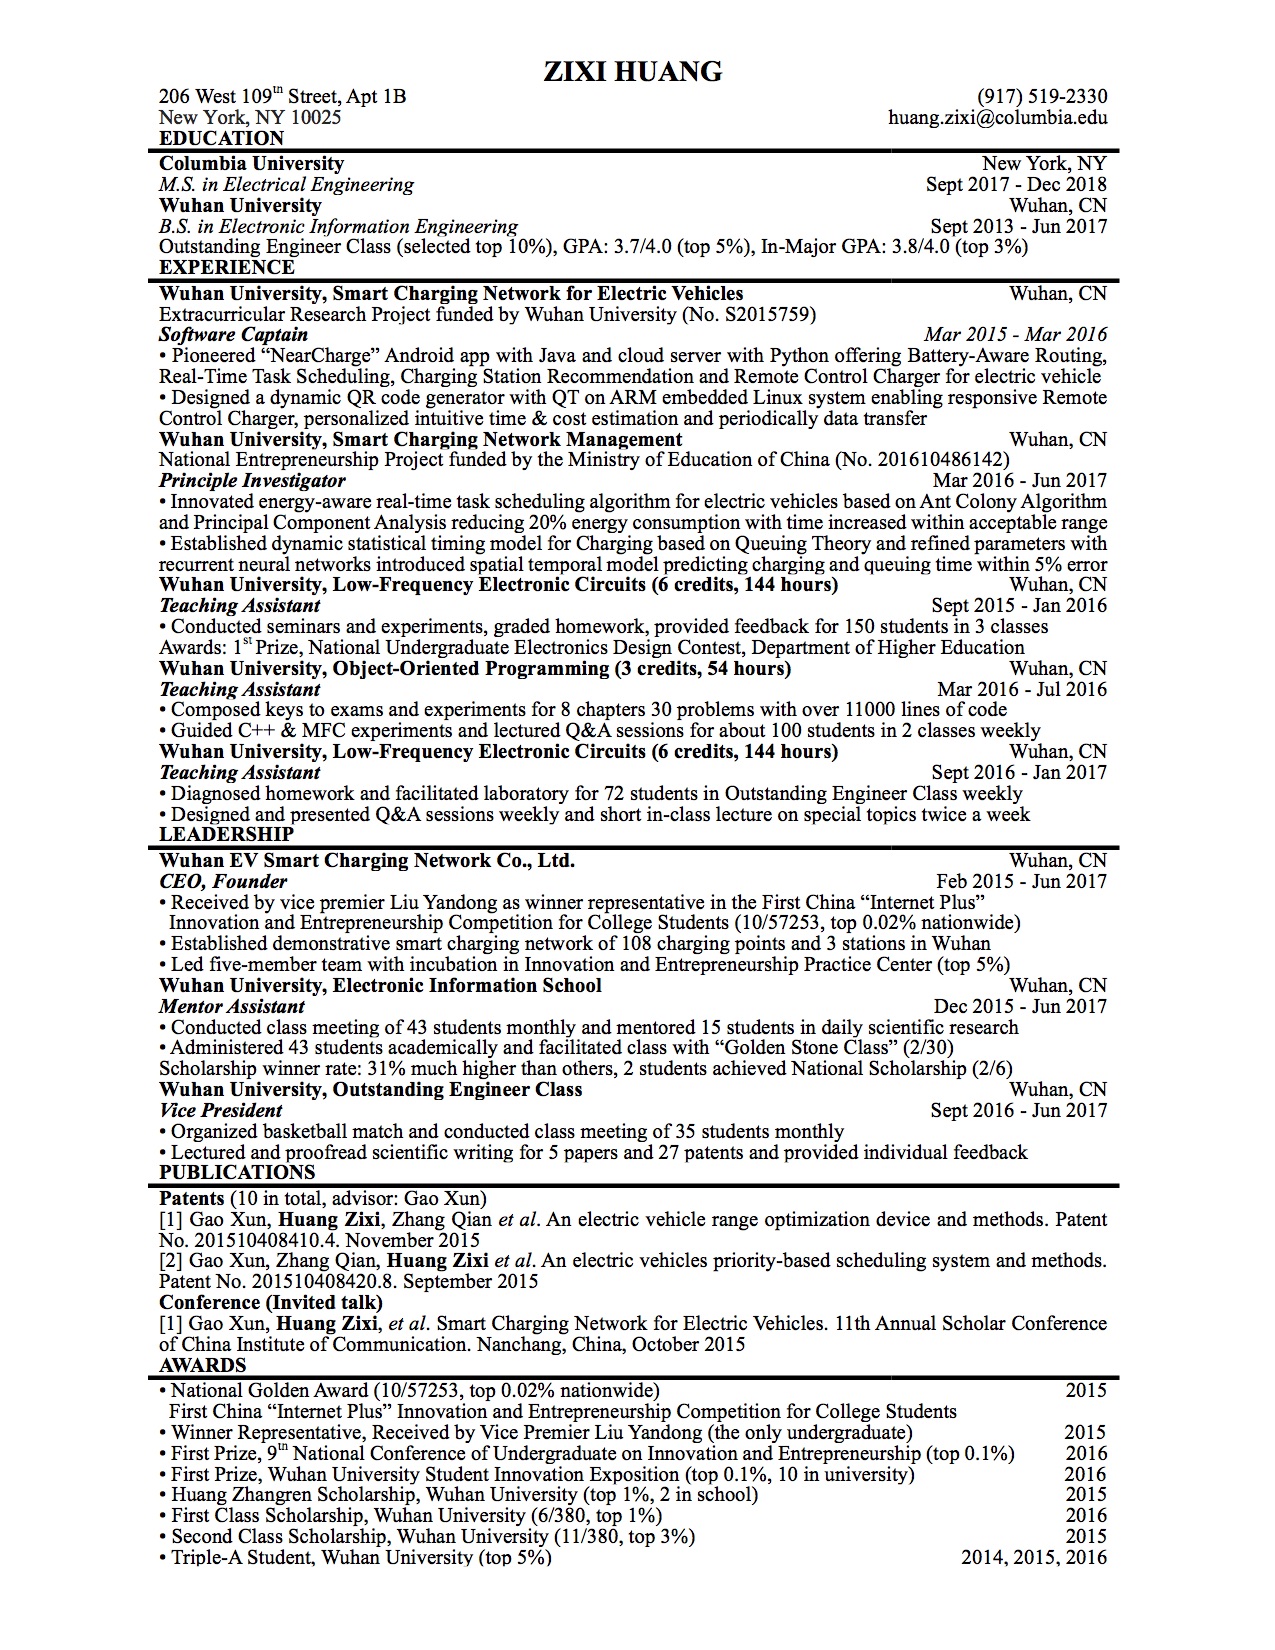 ZIXI HUANG
206 West 109th Street, Apt 1B (917) 519-2330
New York, NY 10025 huang.zixi@columbia.edu
EDUCATION
Columbia University New York, NY
M.S. in Electrical Engineering Sept 2017 - Dec 2018
Wuhan University Wuhan, CN
B.S. in Electronic Information Engineering Sept 2013 - Jun 2017
Outstanding Engineer Class (selected top 10%), GPA: 3.7/4.0 (top 5%), In-Major GPA: 3.8/4.0 (top 3%)
EXPERIENCE
Wuhan University, Smart Charging Network for Electric Vehicles Wuhan, CN
Extracurricular Research Project funded by Wuhan University (No. S2015759)
Software Captain Mar 2015 - Mar 2016
• Pioneered “NearCharge” Android app with Java and cloud server with Python offering Battery-Aware Routing,
Real-Time Task Scheduling, Charging Station Recommendation and Remote Control Charger for electric vehicle
• Designed a dynamic QR code generator with QT on ARM embedded Linux system enabling responsive Remote
Control Charger, personalized intuitive time & cost estimation and periodically data transfer
Wuhan University, Smart Charging Network Management Wuhan, CN
National Entrepreneurship Project funded by the Ministry of Education of China (No. 201610486142)
Principle Investigator Mar 2016 - Jun 2017
• Innovated energy-aware real-time task scheduling algorithm for electric vehicles based on Ant Colony Algorithm
and Principal Component Analysis reducing 20% energy consumption with time increased within acceptable range
• Established dynamic statistical timing model for Charging based on Queuing Theory and refined parameters with
recurrent neural networks introduced spatial temporal model predicting charging and queuing time within 5% error
Wuhan University, Low-Frequency Electronic Circuits (6 credits, 144 hours) Wuhan, CN
Teaching Assistant Sept 2015 - Jan 2016
• Conducted seminars and experiments, graded homework, provided feedback for 150 students in 3 classes
Awards: 1st Prize, National Undergraduate Electronics Design Contest, Department of Higher Education
Wuhan University, Object-Oriented Programming (3 credits, 54 hours) Wuhan, CN
Teaching Assistant Mar 2016 - Jul 2016
• Composed keys to exams and experiments for 8 chapters 30 problems with over 11000 lines of code
• Guided C++ & MFC experiments and lectured Q&A sessions for about 100 students in 2 classes weekly
Wuhan University, Low-Frequency Electronic Circuits (6 credits, 144 hours) Wuhan, CN
Teaching Assistant Sept 2016 - Jan 2017
• Diagnosed homework and facilitated laboratory for 72 students in Outstanding Engineer Class weekly
• Designed and presented Q&A sessions weekly and short in-class lecture on special topics twice a week
LEADERSHIP
Wuhan EV Smart Charging Network Co., Ltd. Wuhan, CN
CEO, Founder Feb 2015 - Jun 2017
• Received by vice premier Liu Yandong as winner representative in the First China “Internet Plus”
Innovation and Entrepreneurship Competition for College Students (10/57253, top 0.02% nationwide)
• Established demonstrative smart charging network of 108 charging points and 3 stations in Wuhan
• Led five-member team with incubation in Innovation and Entrepreneurship Practice Center (top 5%)
Wuhan University, Electronic Information School Wuhan, CN
Mentor Assistant Dec 2015 - Jun 2017
• Conducted class meeting of 43 students monthly and mentored 15 students in daily scientific research
• Administered 43 students academically and facilitated class with “Golden Stone Class” (2/30)
Scholarship winner rate: 31% much higher than others, 2 students achieved National Scholarship (2/6)
Wuhan University, Outstanding Engineer Class Wuhan, CN
Vice President Sept 2016 - Jun 2017
• Organized basketball match and conducted class meeting of 35 students monthly
• Lectured and proofread scientific writing for 5 papers and 27 patents and provided individual feedback
PUBLICATIONS
Patents (10 in total, advisor: Gao Xun)
[1] Gao Xun, Huang Zixi, Zhang Qian et al. An electric vehicle range optimization device and methods. Patent
No. 201510408410.4. November 2015
[2] Gao Xun, Zhang Qian, Huang Zixi et al. An electric vehicles priority-based scheduling system and methods.
Patent No. 201510408420.8. September 2015
Conference (Invited talk)
[1] Gao Xun, Huang Zixi, et al. Smart Charging Network for Electric Vehicles. 11th Annual Scholar Conference
of China Institute of Communication. Nanchang, China, October 2015
AWARDS
• National Golden Award (10/57253, top 0.02% nationwide) 2015
First China “Internet Plus” Innovation and Entrepreneurship Competition for College Students
• Winner Representative, Received by Vice Premier Liu Yandong (the only undergraduate) 2015
• First Prize, 9th National Conference of Undergraduate on Innovation and Entrepreneurship (top 0.1%) 2016
• First Prize, Wuhan University Student Innovation Exposition (top 0.1%, 10 in university) 2016
• Huang Zhangren Scholarship, Wuhan University (top 1%, 2 in school) 2015
• First Class Scholarship, Wuhan University (6/380, top 1%) 2016
• Second Class Scholarship, Wuhan University (11/380, top 3%) 2015
• Triple-A Student, Wuhan University (top 5%) 2014, 2015, 2016